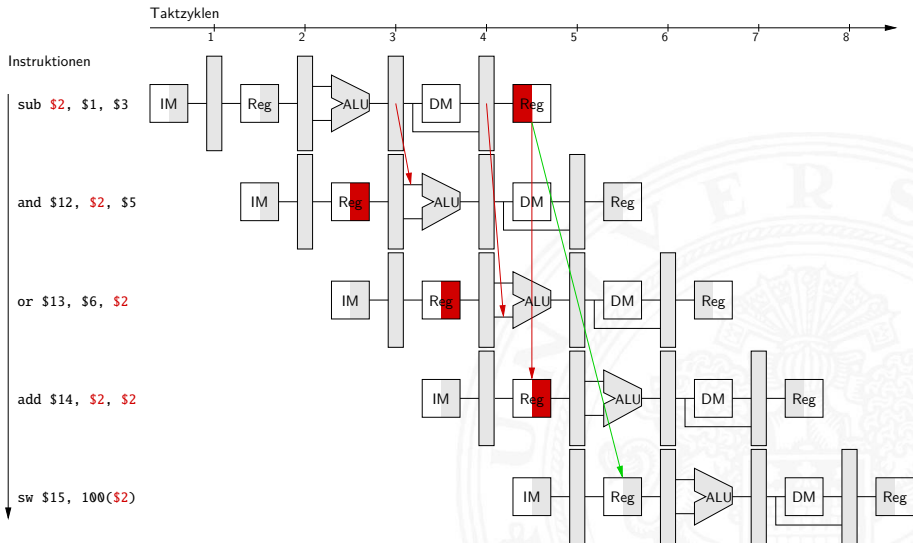 Taktzyklen
1 2 3 4 5 6 7 8
Instruktionen
sub $2, $1, $3
IM Reg ALU DM Reg
and $12, $2, $5
IM Reg ALU DM Reg
or $13, $6, $2
IM Reg ALU DM Reg
add $14, $2, $2
IM Reg ALU DM Reg
sw $15, 100($2)
IM Reg ALU DM Reg